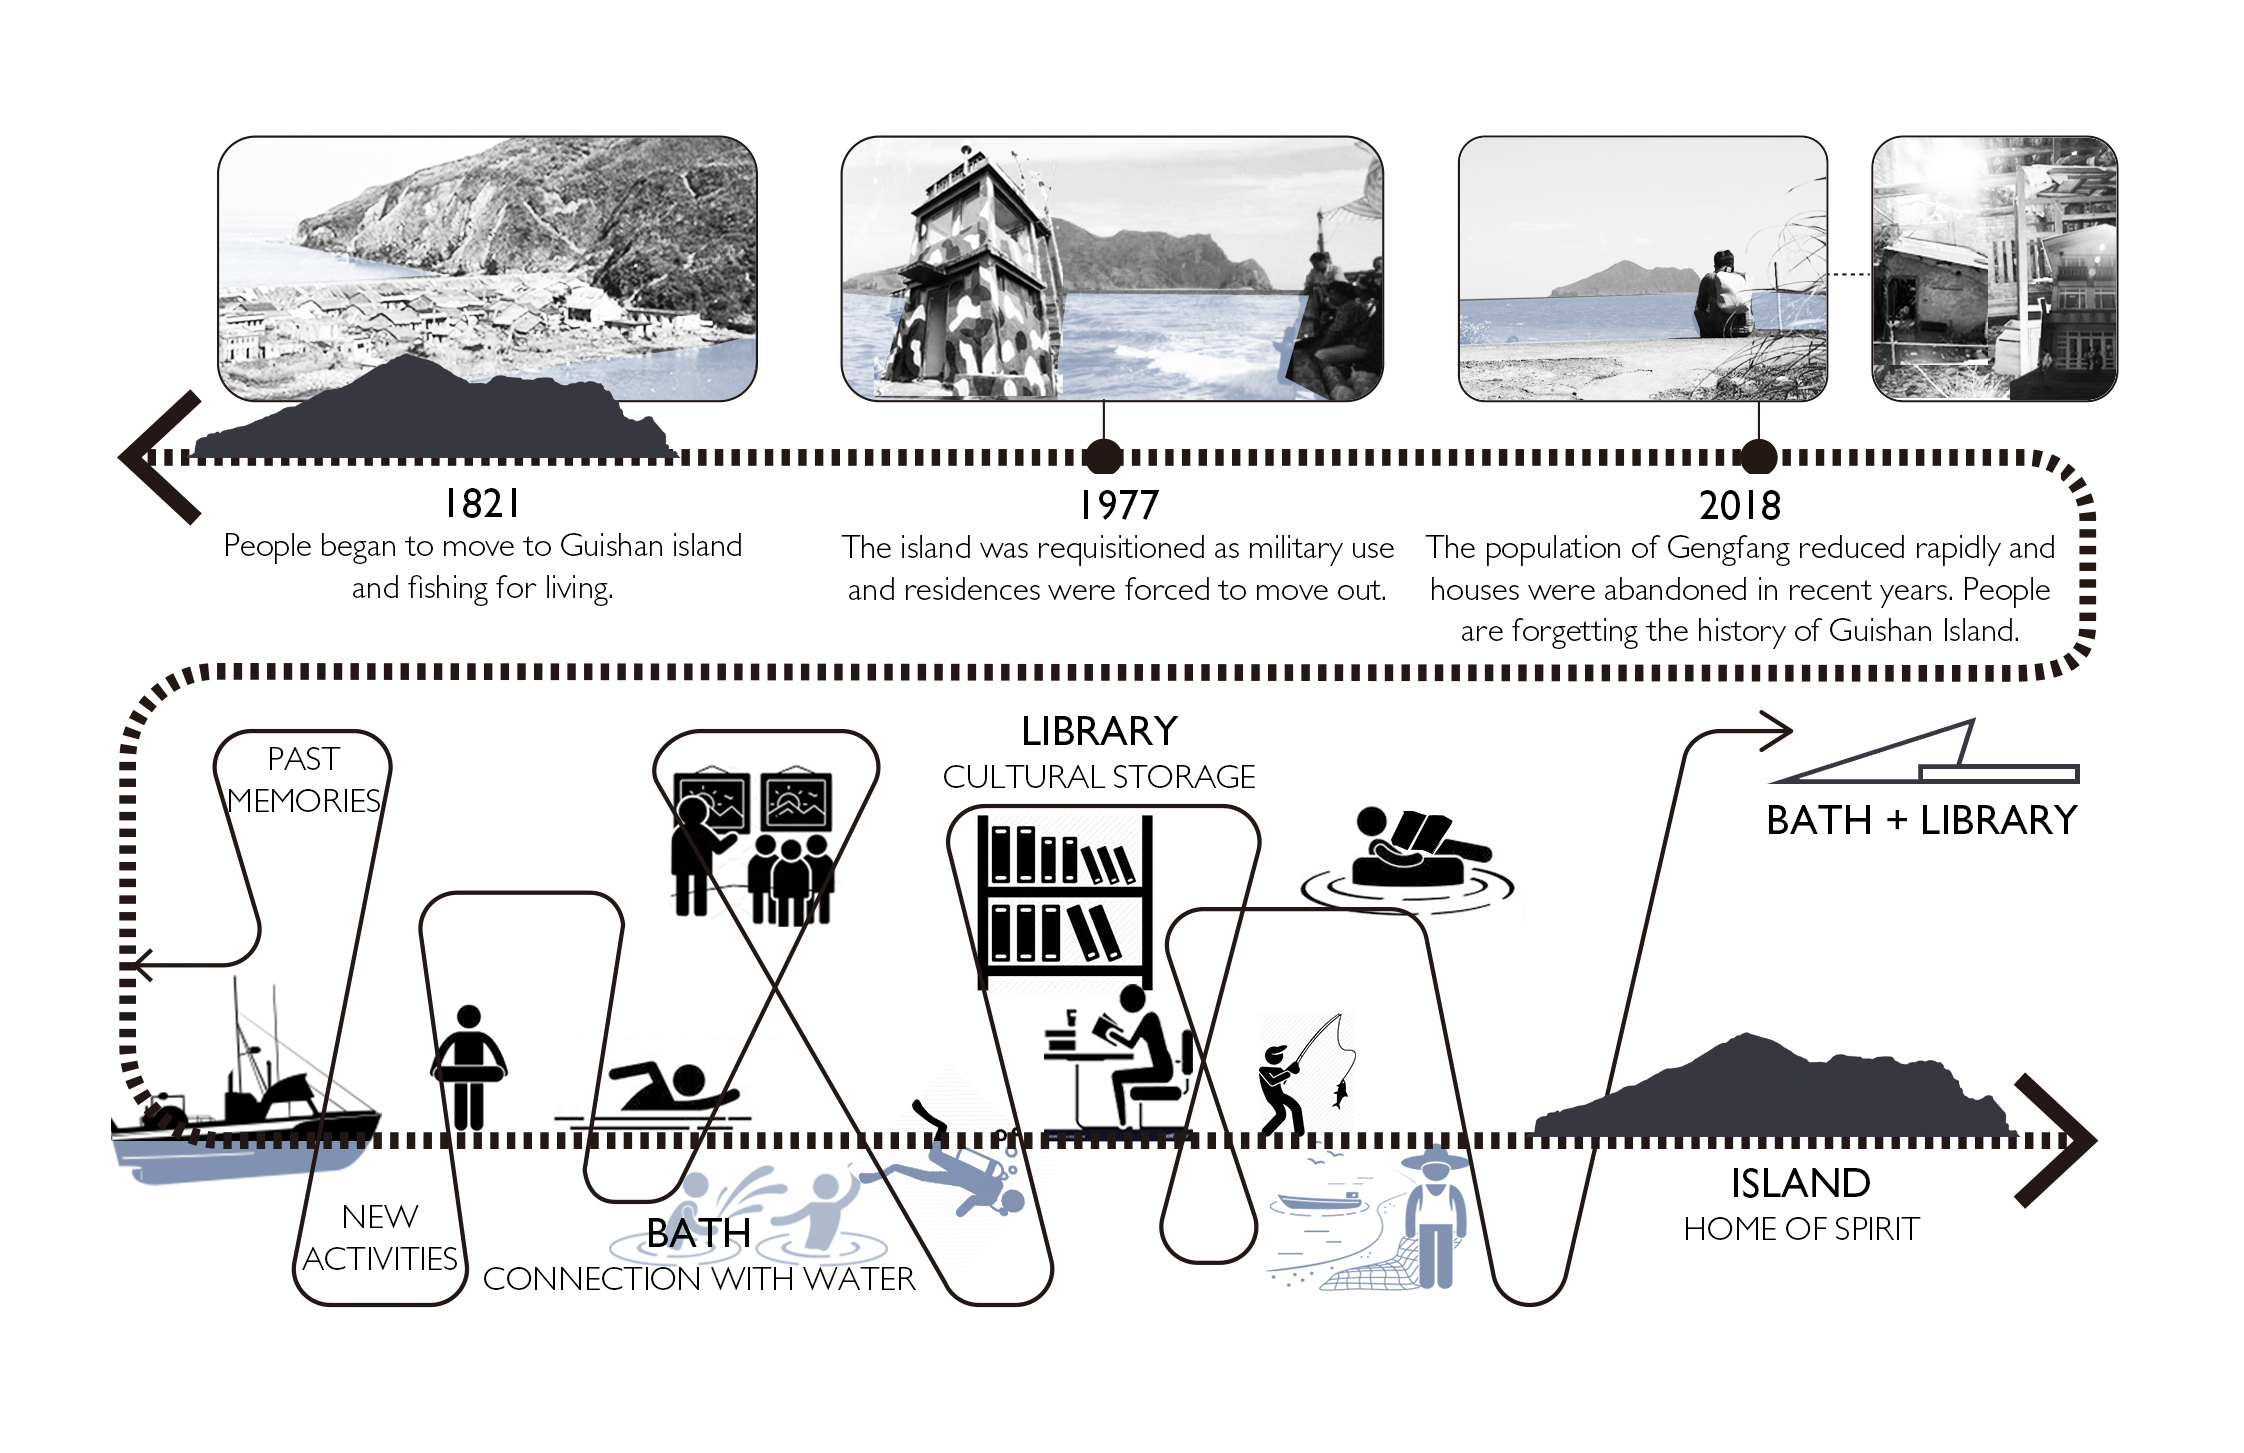 1821
People began to move to Guishan island
and fishing for living.
1977
The island was requisitioned as military use
and residences were forced to move out.
2018
The population of Gengfang reduced rapidly and
houses were abandoned in recent years. People
are forgetting the history of Guishan Island.
PAST
MEMORIES
NEW
ACTIVITIES
BATH
CONNECTION WITH WATER
LIBRARY
CULTURAL STORAGE
BATH + LIBRARY
ISLAND
HOME OF SPIRIT